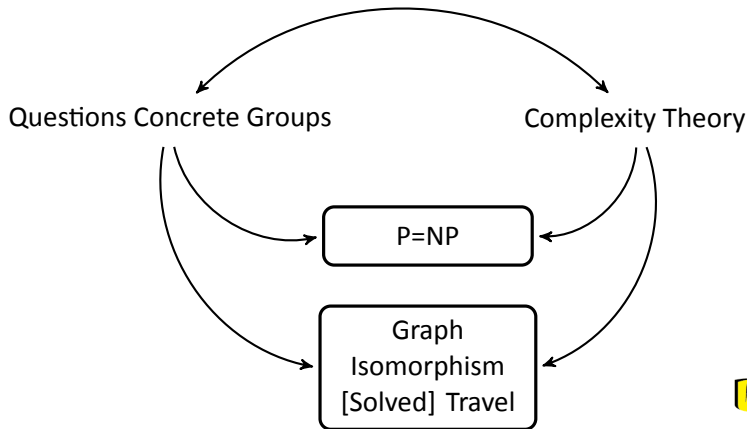 Questions Concrete Groups
Complexity Theory
P=NP
Graph
Isomorphism
[Solved] Travel